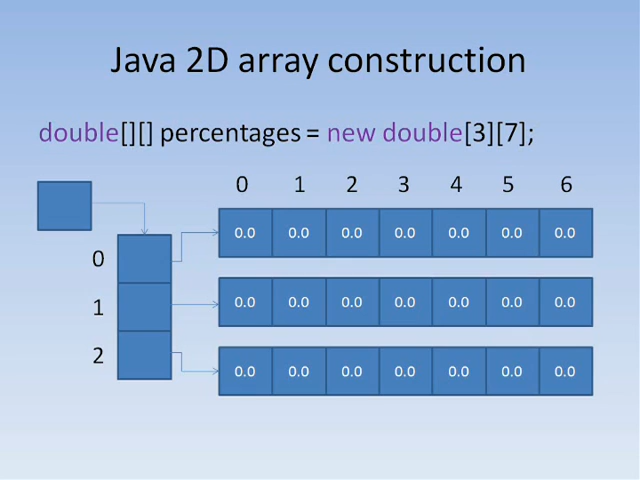 Java 2D array construction
double[][] percentages = new double[3][7];
0 1 2 3 4 5 6
0 0.0 0.0 0.0 0.0 0.0 0.0 0.0
1 0.0 0.0 0.0 0.0 0.0 0.0 0.0
2 0.0 0.0 0.0 0.0 0.0 0.0 0.0